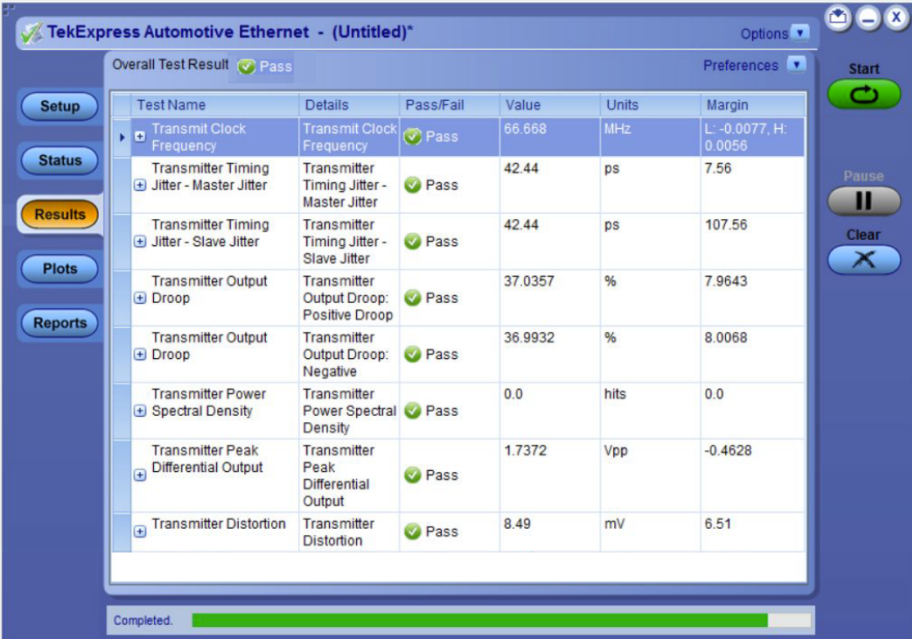 TekExpress Automotive Ethernet - (Untitled)*
Options
Overall Test Result Pass
Preferences
Start
Setup
Status
Results
Plots
Reports
Pause
Clear
Test Name Details Pass/Fail Value Units Margin
Transmit Clock Frequency Transmit Clock Frequency Pass 66.668 MHz L: -0.0077, H: 0.0056
Transmitter Timing Jitter - Master Jitter Transmitter Timing Jitter - Master Jitter Pass 42.44 ps 7.56
Transmitter Timing Jitter - Slave Jitter Transmitter Timing Jitter - Slave Jitter Pass 42.44 ps 107.56
Transmitter Output Droop Transmitter Output Droop: Positive Droop Pass 37.0357 % 7.9643
Transmitter Output Droop Transmitter Output Droop: Negative Pass 36.9932 % 8.0068
Transmitter Power Spectral Density Transmitter Power Spectral Density Pass 0.0 hits 0.0
Transmitter Peak Differential Output Transmitter Peak Differential Output Pass 1.7372 Vpp -0.4628
Transmitter Distortion Transmitter Distortion Pass 8.49 mV 6.51
Completed.